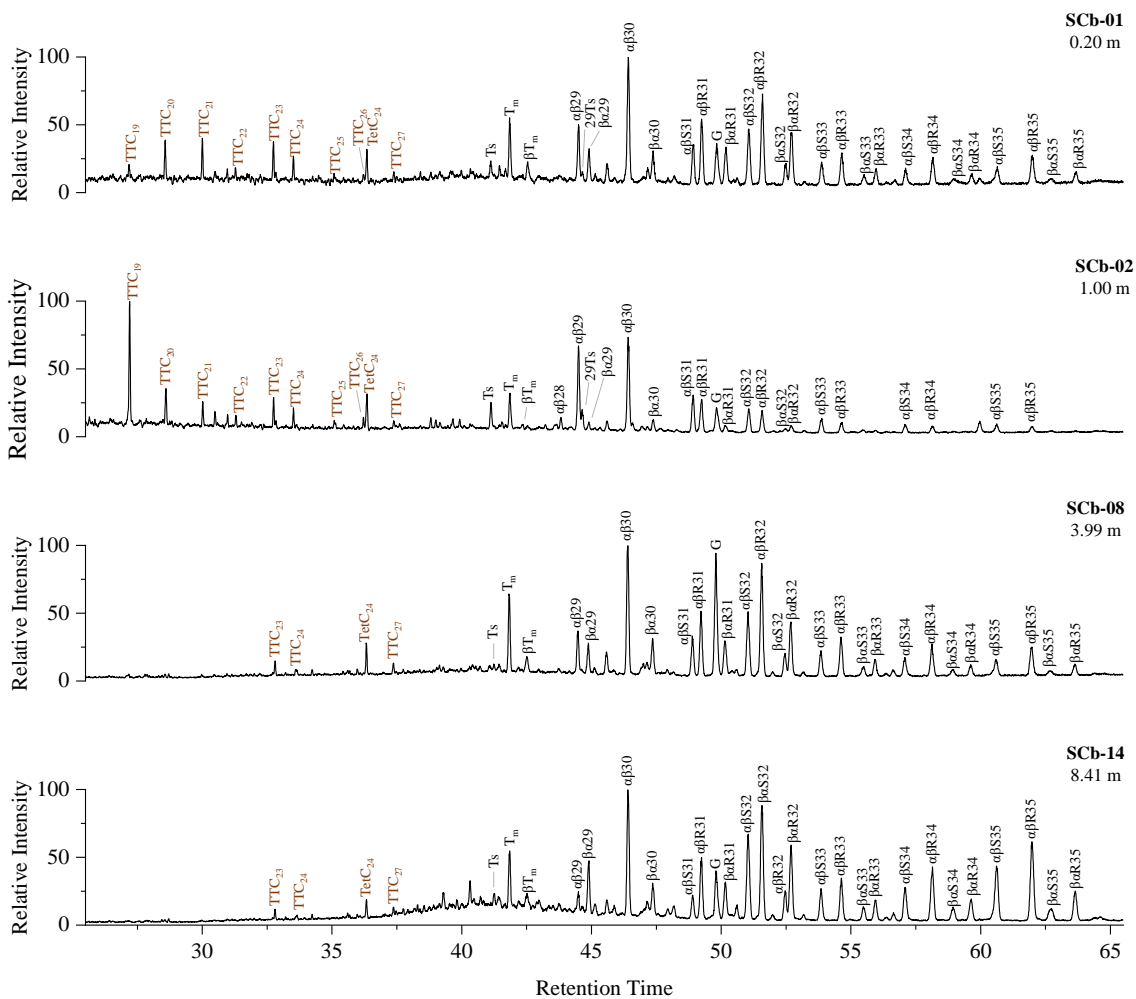 SCb-01
0.20 m
Relative Intensity
100
50
0
TTC₁₉
TTC₂₀
TTC₂₁
TTC₂₂
TTC₂₃
TTC₂₄
TTC₂₅
TTC₂₆
TetC₂₄
TTC₂₇
Ts
Tₘ
βTₘ
αβ29
29Ts
βα29
αβ30
βα30
αβS31
αβR31
G
βαR31
αβS32
αβR32
βαS32
βαR32
αβS33
αβR33
βαS33
βαR33
αβS34
αβR34
βαS34
βαR34
αβS35
αβR35
βαS35
βαR35
SCb-02
1.00 m
Relative Intensity
100
50
0
TTC₁₉
TTC₂₀
TTC₂₁
TTC₂₂
TTC₂₃
TTC₂₄
TTC₂₅
TTC₂₆
TetC₂₄
TTC₂₇
Ts
Tₘ
βTₘ
αβ28
αβ29
29Ts
βα29
αβ30
βα30
αβS31
αβR31
G
βαR31
αβS32
αβR32
βαS32
βαR32
αβS33
αβR33
αβS34
αβR34
αβS35
αβR35
SCb-08
3.99 m
Relative Intensity
100
50
0
TTC₂₃
TTC₂₄
TetC₂₄
TTC₂₇
Ts
Tₘ
βTₘ
αβ29
βα29
αβ30
βα30
αβS31
αβR31
G
βαR31
αβS32
αβR32
βαS32
βαR32
αβS33
αβR33
βαS33
βαR33
αβS34
αβR34
βαS34
βαR34
αβS35
αβR35
βαS35
βαR35
SCb-14
8.41 m
Relative Intensity
100
50
0
TTC₂₃
TTC₂₄
TetC₂₄
TTC₂₇
Ts
Tₘ
βTₘ
αβ29
βα29
αβ30
βα30
αβS31
αβR31
G
βαR31
αβS32
βαS32
αβR32
βαR32
αβS33
αβR33
βαS33
βαR33
αβS34
αβR34
βαS34
βαR34
αβS35
αβR35
βαS35
βαR35
30 35 40 45 50 55 60 65
Retention Time